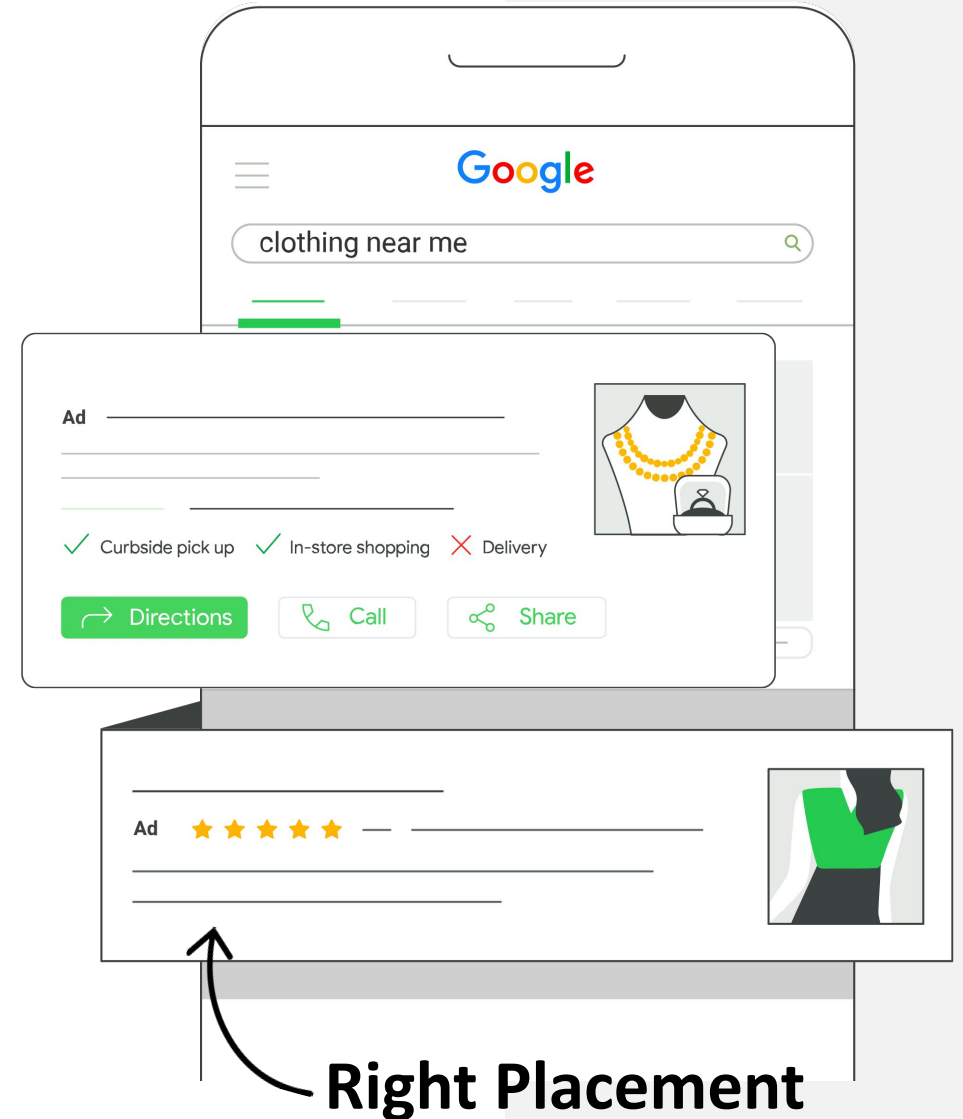 Google
clothing near me
Ad
Curbside pick up In-store shopping Delivery
Directions Call Share
Ad
Right Placement